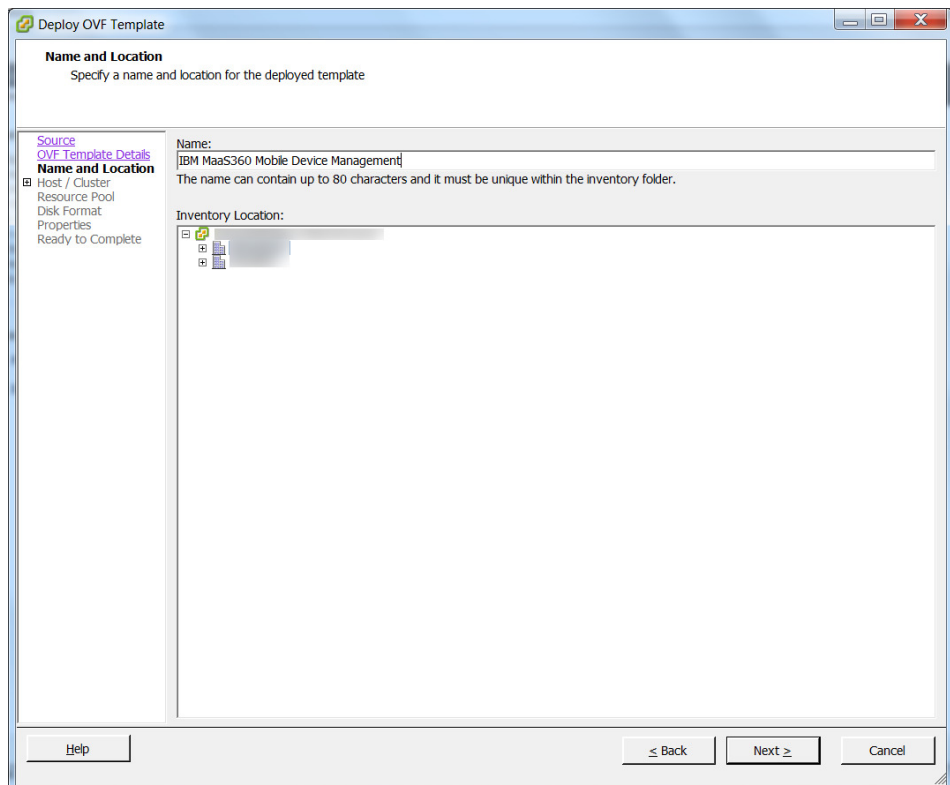 Deploy OVF Template
Name and Location
Specify a name and location for the deployed template
Source
OVF Template Details
Name and Location
Host / Cluster
Resource Pool
Disk Format
Properties
Ready to Complete
Name:
IBM MaaS360 Mobile Device Management
The name can contain up to 80 characters and it must be unique within the inventory folder.
Inventory Location:
Help
≤ Back
Next ≥
Cancel